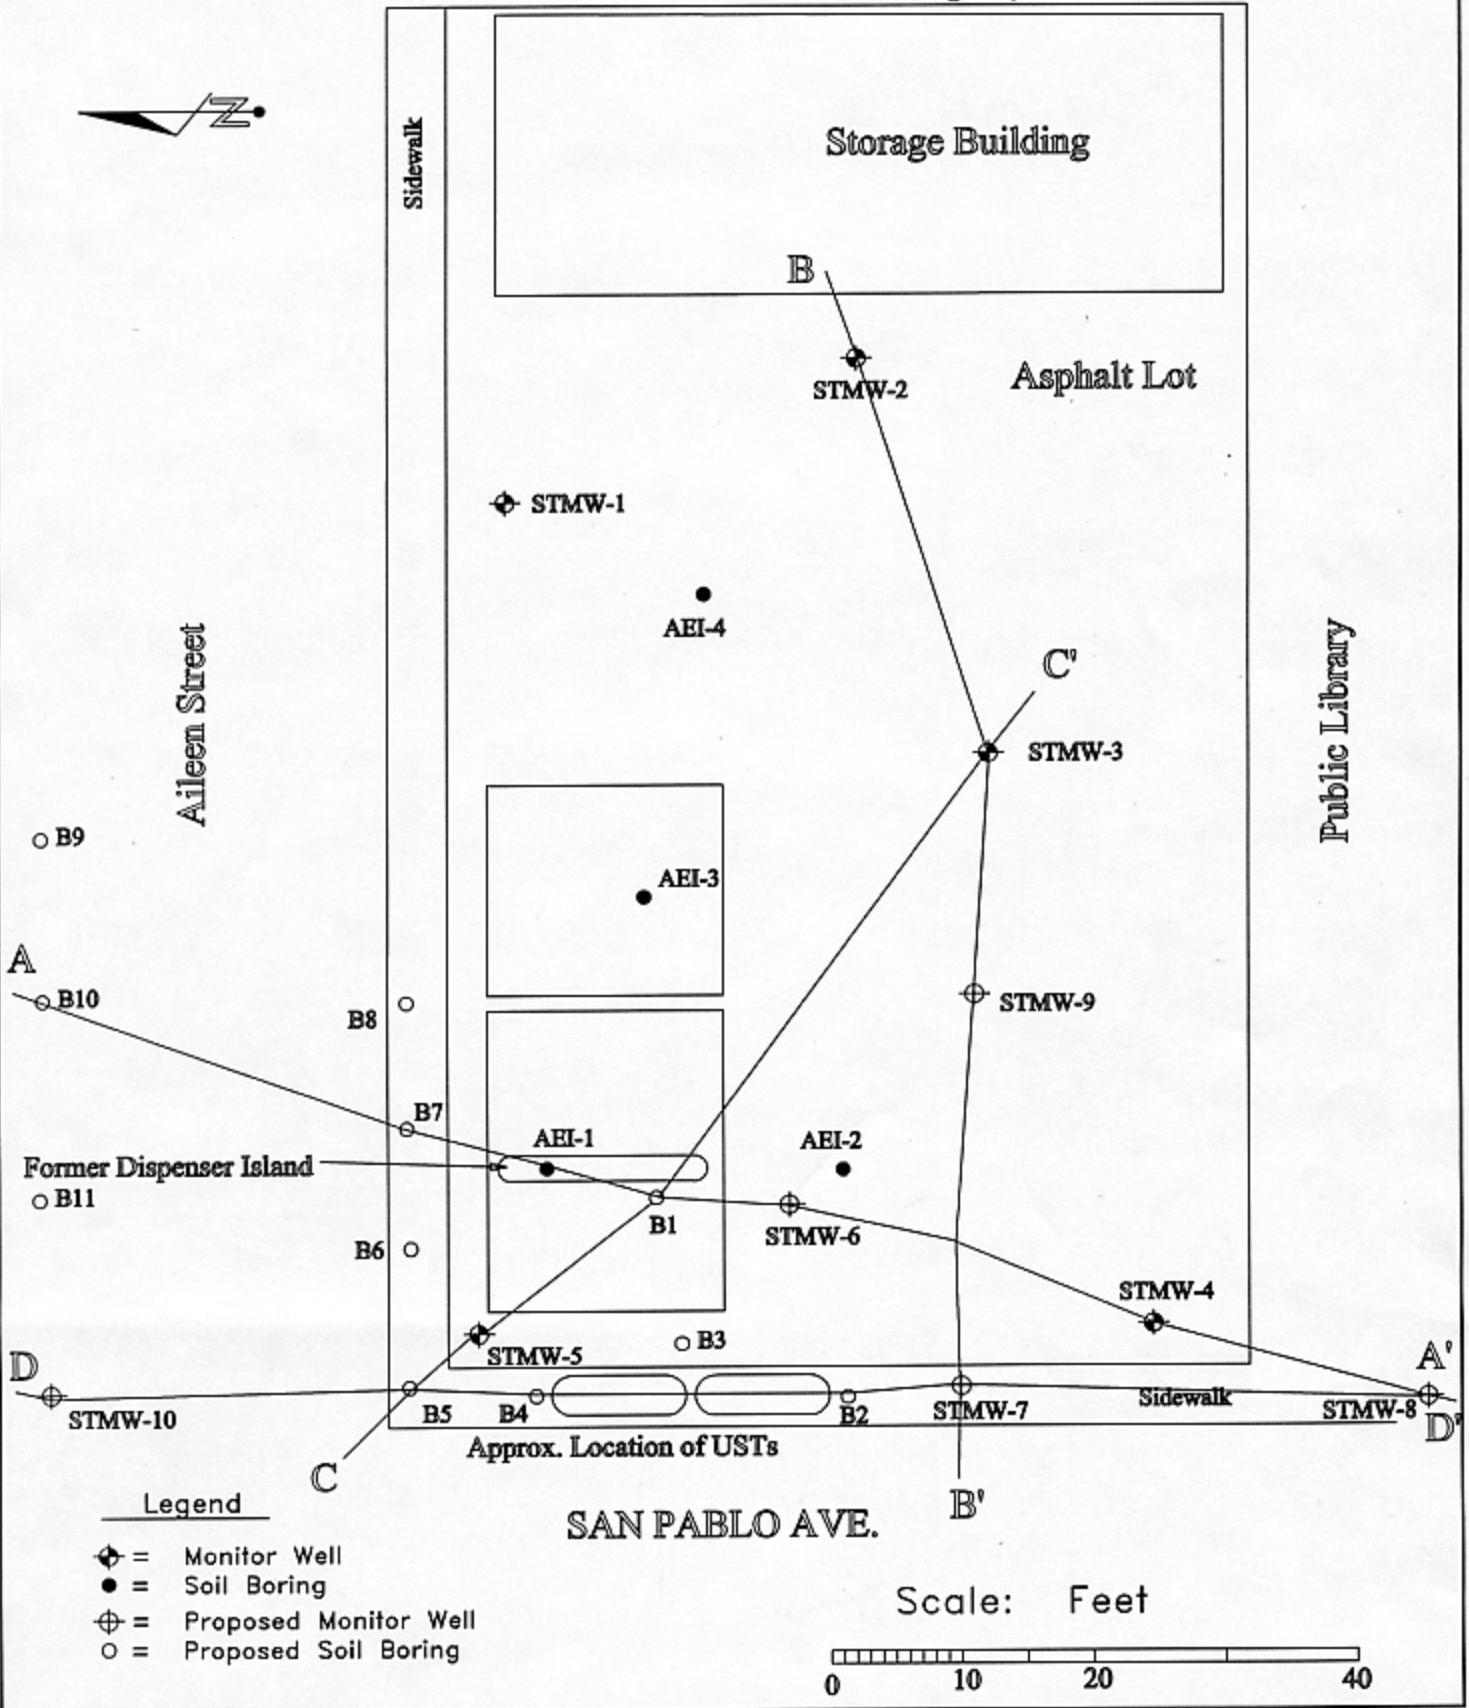 N
Sidewalk
Storage Building
B
STMW-2
Asphalt Lot
STMW-1
AEI-4
Aileen Street
Public Library
C'
STMW-3
B9
AEI-3
A
B10
B8
STMW-9
B7
AEI-1
AEI-2
Former Dispenser Island
B11
B1
STMW-6
B6
STMW-4
B3
STMW-5
D
A'
STMW-10
B5
B4
B2
STMW-7
Sidewalk
STMW-8
D'
Approx. Location of USTs
C
B'
SAN PABLO AVE.
Legend
= Monitor Well
= Soil Boring
= Proposed Monitor Well
= Proposed Soil Boring
Scale: Feet
0 10 20 40